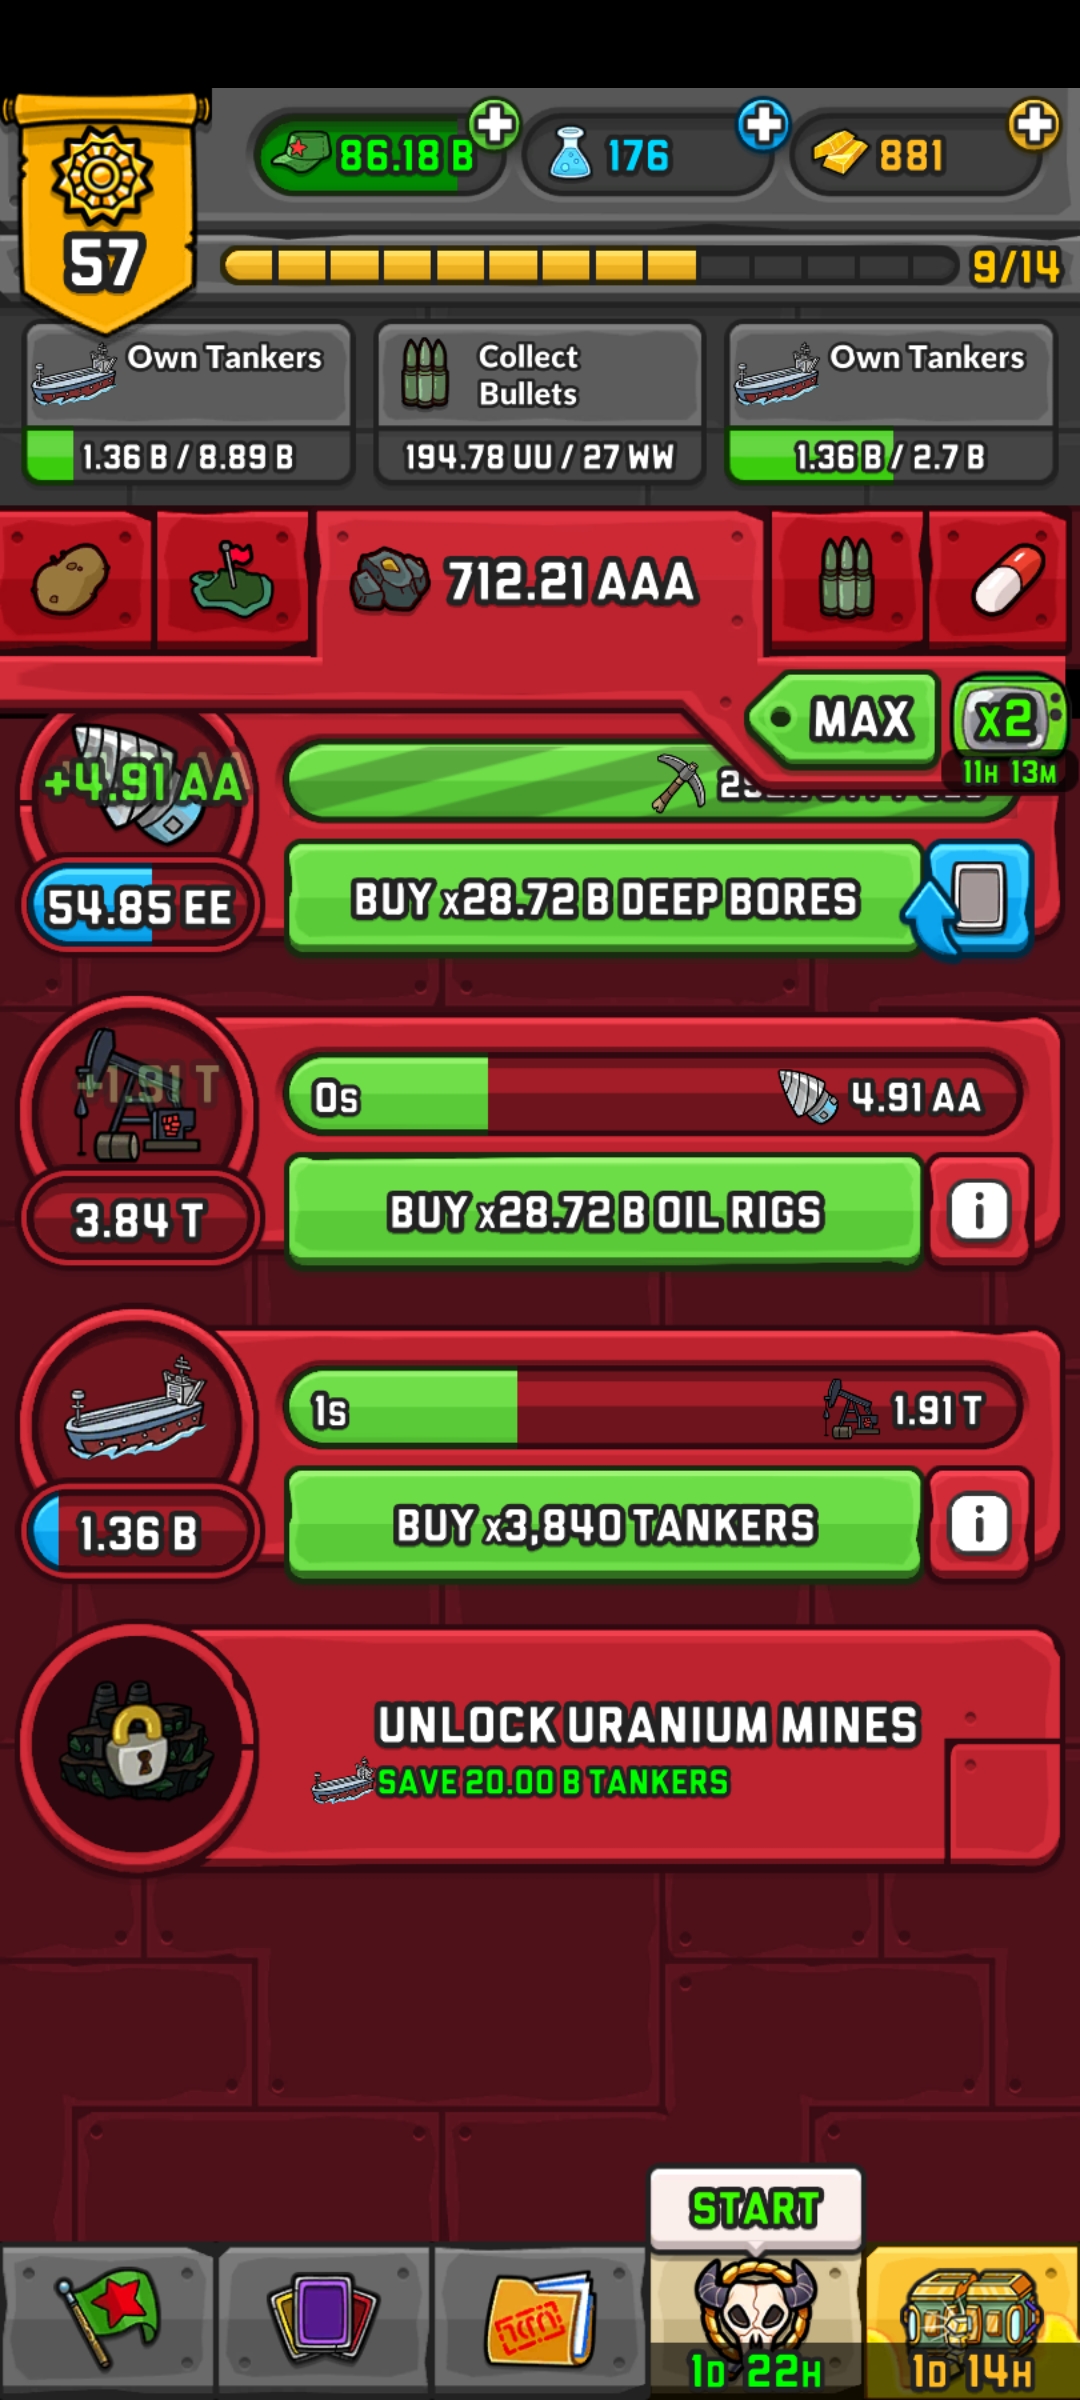 86.18 B
176
881
57
9/14
Own Tankers
1.36 B / 8.89 B
Collect
Bullets
194.78 UU / 27 WW
Own Tankers
1.36 B / 2.7 B
712.21 AAA
MAX
x2
11H 13M
+4.91 AA
54.85 EE
BUY x28.72 B DEEP BORES
+1.91 T
0s
4.91 AA
3.84 T
BUY x28.72 B OIL RIGS
i
1s
1.91 T
1.36 B
BUY x3,840 TANKERS
i
UNLOCK URANIUM MINES
SAVE 20.00 B TANKERS
START
1D 22H
1D 14H